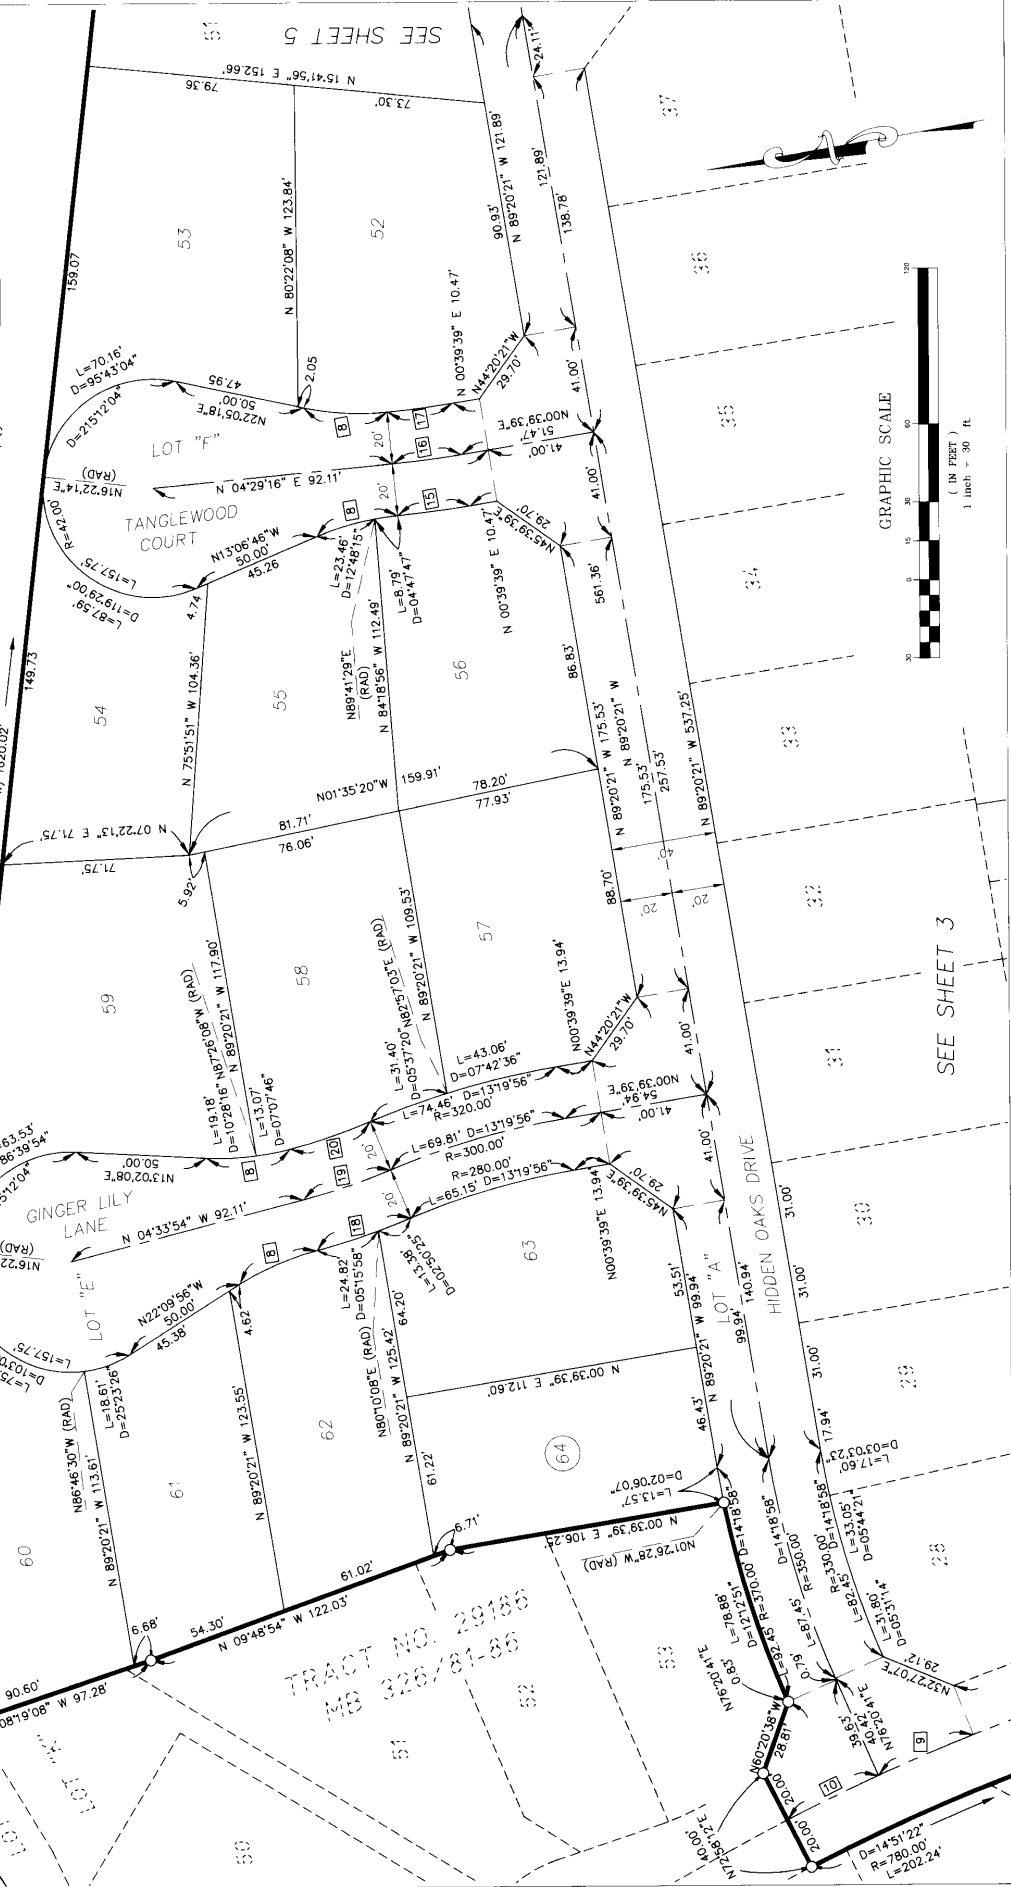 SEE SHEET 5
51
N 15°41'56" E 152.66'
79.36
73.30'
24.11'
159.07
53
N 80°22'08" W 123.84'
52
90.93'
N 89°20'21" W 121.89'
121.89'
138.78'
37
36
35
34
33
32
31
30
29
28
L=70.16'
D=95°43'04"
D=215°12'04"
47.95
50.00'
N22°05'18"E
2.05
LOT "F"
N16°22'14"E
(RAD)
R=42.00'
L=157.75'
D=119°29'00"
L=87.59'
TANGLEWOOD
COURT
N 04°29'16" E 92.11'
8
17
16
15
8
20'
20'
N 00°39'39" E 10.47'
N44°20'21"W
29.70'
41.00'
N00°39'39"E
51.47'
41.00'
41.00'
N 00°39'39" E 10.47'
N45°39'39"E
29.70'
561.36'
N13°06'46"W
50.00'
45.26
4.74
L=23.46'
D=12°48'15"
L=8.79'
D=04°47'47"
N89°41'29"E
(RAD)
N 84°18'56" W 112.49'
149.73
54
N 75°51'51" W 104.36'
55
56
86.83'
N 89°20'21" W 175.53'
N 89°20'21" W
175.53'
257.53'
N 89°20'21" W 537.25'
N01°35'20"W
159.91'
81.71'
76.06'
78.20'
77.93'
N 07°22'13" E 71.75'
71.75'
5.92'
40'
20'
20'
88.70'
59
58
57
N 89°20'21" W 117.90'
N87°26'08"W (RAD)
L=19.18'
D=10°28'16"
L=13.07'
D=07°07'46"
N 89°20'21" W 109.53'
N82°57'03"E (RAD)
L=31.40'
D=05°37'20"
L=43.06'
D=07°42'36"
L=74.46' D=13°19'56"
R=320.00'
L=69.81' D=13°19'56"
R=300.00'
R=280.00'
L=65.15' D=13°19'56"
N00°39'39"E 13.94'
N44°20'21"W
29.70'
41.00'
N00°39'39"E
54.94'
41.00'
41.00'
N00°39'39"E 13.94'
N45°39'39"E
29.70'
50.00'
N13°02'08"E
8
20
19
18
8
20'
20'
GINGER LILY
LANE
N 04°33'54" W 92.11'
LOT "E"
L=157.75'
N22°09'56"W
50.00'
45.38'
4.62
L=24.82'
D=05°15'58"
L=13.38'
D=02°50'25"
N86°46'30"W (RAD)
L=18.61'
D=25°23'26"
N 89°20'21" W 113.61'
60
61
62
63
64
N 89°20'21" W 123.55'
N80°10'08"E (RAD)
N 89°20'21" W 125.42'
64.20'
61.22'
N 00°39'39" E 112.60'
53.51'
N 89°20'21" W 99.94'
46.43'
LOT "A"
99.94'
140.94'
HIDDEN OAKS DRIVE
31.00'
31.00'
31.00'
17.94'
L=17.60'
D=03°03'23"
L=13.57'
D=02°06'07"
N 00°39'39" E 106.25'
N01°26'28"W (RAD)
6.71'
61.02'
54.30'
N 09°48'54" W 122.03'
6.68'
90.60'
08°19'08" W 97.28'
TRACT NO. 29186
MB 326/81-86
50
51
52
53
L=78.88'
D=12°12'51"
L=92.45' R=370.00' D=14°18'58"
L=87.45'
R=350.00'
D=14°18'58"
L=82.45'
R=330.00'
D=14°18'58"
L=33.05'
D=05°44'21"
L=31.80'
D=05°31'14"
N76°20'41"E
0.83'
0.79'
N60°20'38"W
28.81'
N32°27'07"E
29.12'
39.63'
40.42'
N76°20'41"E
9
10
20.00'
20.00'
40.00'
N72°58'12"E
D=14°51'22"
R=780.00'
L=202.24'
GRAPHIC SCALE
30
0
15
30
60
120
( IN FEET )
1 inch = 30 ft.
SEE SHEET 3